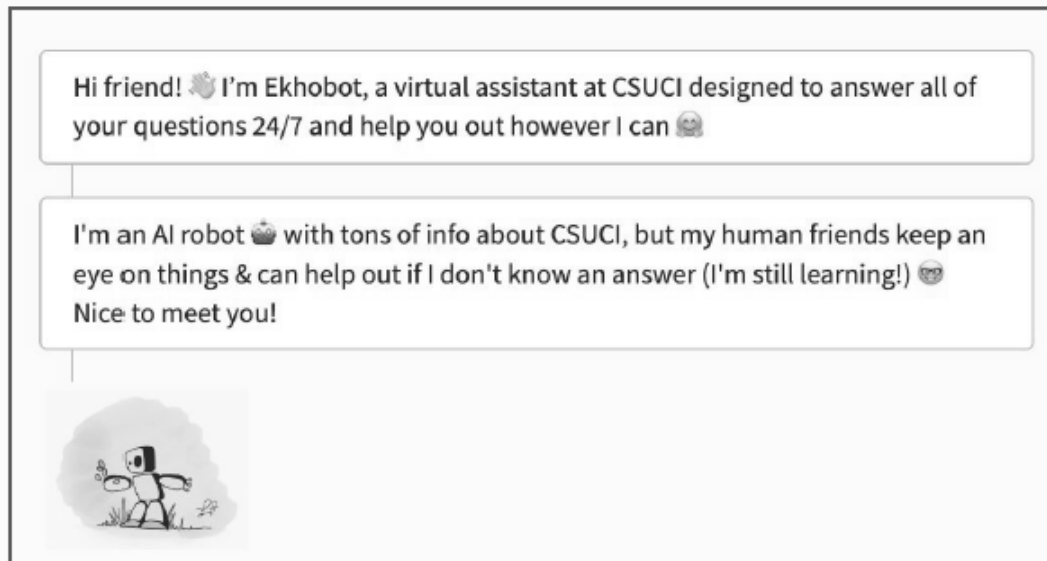 Hi friend! 👋 I’m Ekhobot, a virtual assistant at CSUCI designed to answer all of
your questions 24/7 and help you out however I can 🤗
I'm an AI robot 🤖 with tons of info about CSUCI, but my human friends keep an
eye on things & can help out if I don't know an answer (I'm still learning!) 🤓
Nice to meet you!